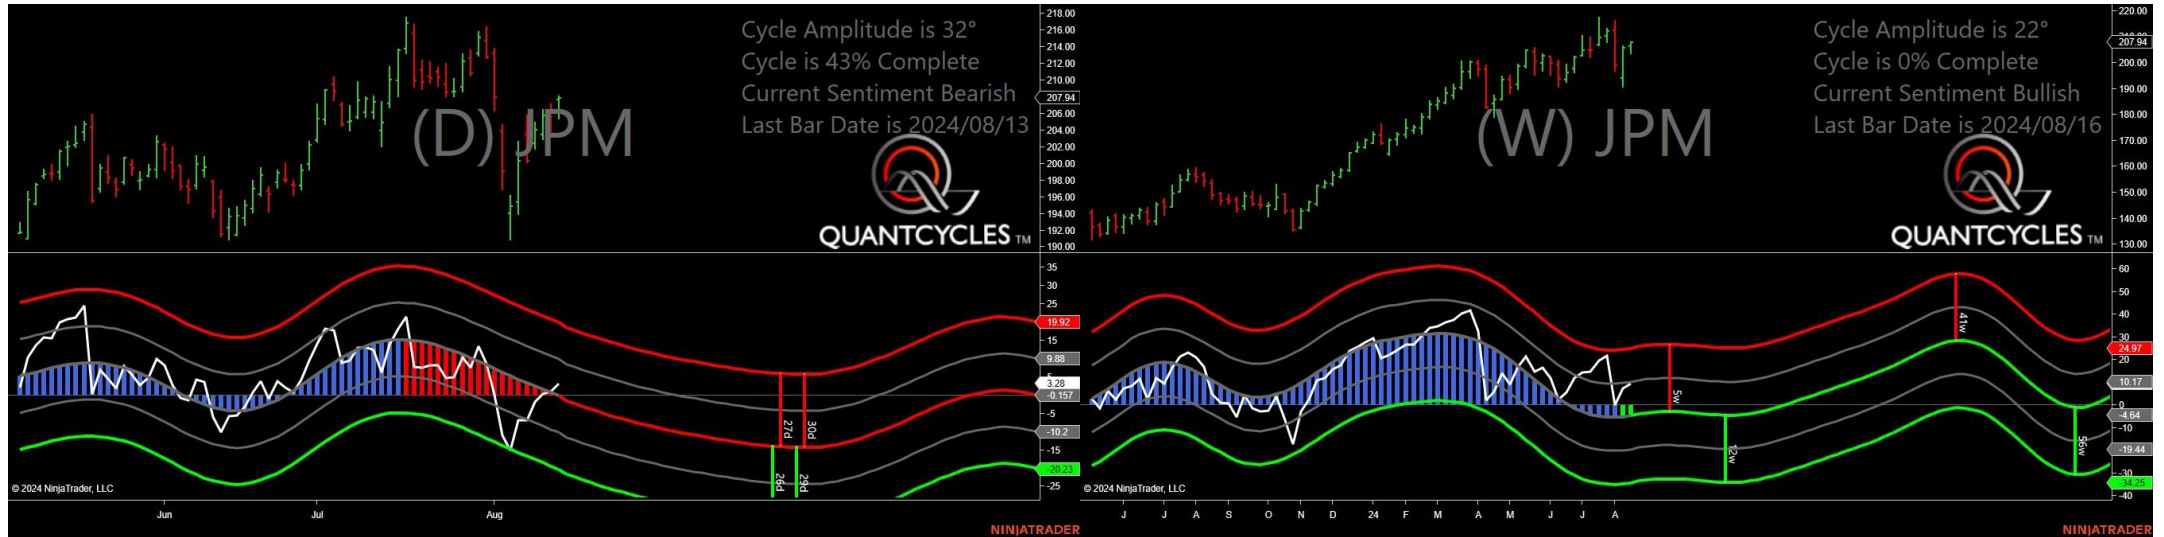 Cycle Amplitude is 32°
Cycle is 43% Complete
Current Sentiment Bearish
Last Bar Date is 2024/08/13
(D) JPM
QUANTCYCLES TM
218.00
216.00
214.00
212.00
210.00
207.94
206.00
204.00
202.00
200.00
198.00
196.00
194.00
192.00
190.00
35
30
25
19.92
15
9.88
3.28
-0.157
-5
-10.2
-15
-20.23
-25
27d
30d
26d
29d
© 2024 NinjaTrader, LLC
Jun Jul Aug
NINJATRADER
Cycle Amplitude is 22°
Cycle is 0% Complete
Current Sentiment Bullish
Last Bar Date is 2024/08/16
(W) JPM
QUANTCYCLES TM
220.00
207.94
200.00
190.00
180.00
170.00
160.00
150.00
140.00
130.00
60
50
40
30
24.97
20
10.17
0
-4.64
-10
-19.44
-30
-34.25
-40
5w
12w
41w
56w
© 2024 NinjaTrader, LLC
J J A S O N D 24 F M A M J J A
NINJATRADER